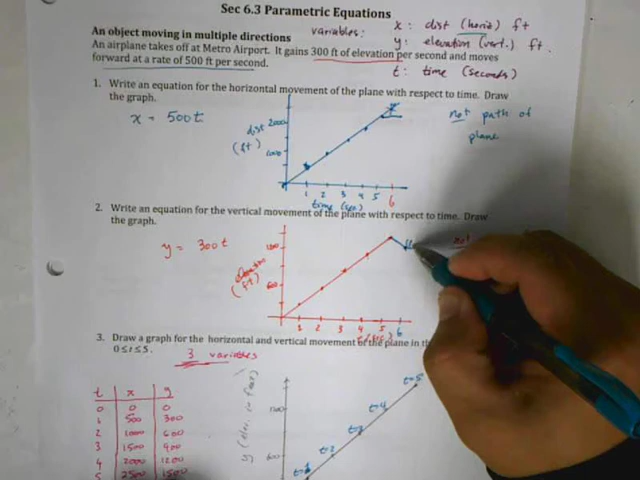 Sec 6.3 Parametric Equations
An object moving in multiple directions
variables:
x: dist (horiz) ft
y: elevation (vert.) ft.
t: time (seconds)
An airplane takes off at Metro Airport. It gains 300 ft of elevation per second and moves
forward at a rate of 500 ft per second.
1. Write an equation for the horizontal movement of the plane with respect to time. Draw
the graph.
x = 500t
dist
(ft)
2000
1000
1 2 3 4 5 6
time (sec)
not path of
plane
2. Write an equation for the vertical movement of the plane with respect to time. Draw
the graph.
y = 300t
elevation
(ft)
1 2 3 4 5 6
not
3. Draw a graph for the horizontal and vertical movement of the plane in
0≤t≤5.
3 variables
t x y
0 0 0
1 500 300
2 1000 600
3 1500 900
4 2000 1200
5 2500 1500
y (elev. in feet)
t=5
t=4
t=3
t=2
t=1